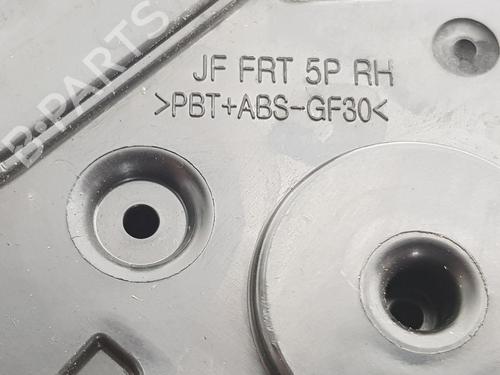 JF FRT 5P RH
>PBT+ABS-GF30<
B-PARTS